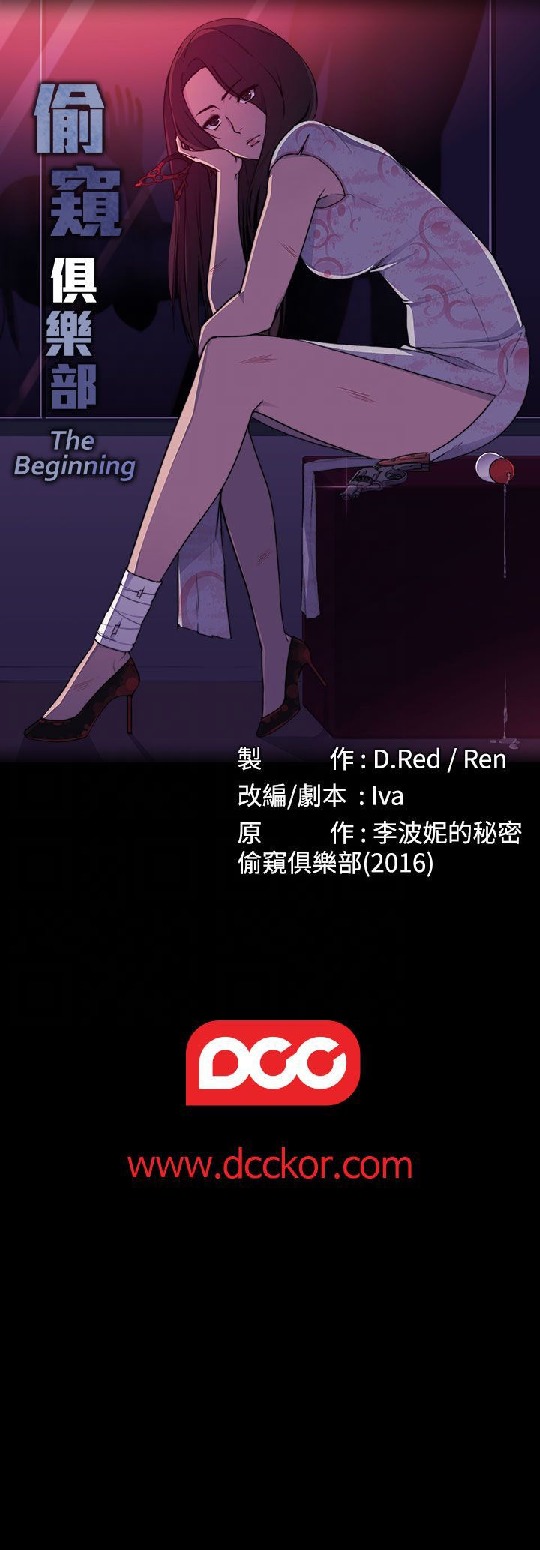 偷窺俱樂部
The
Beginning
製 作 : D.Red / Ren
改編/劇本 : Iva
原 作 : 李波妮的秘密
偷窺俱樂部(2016)
DCC
www.dcckor.com